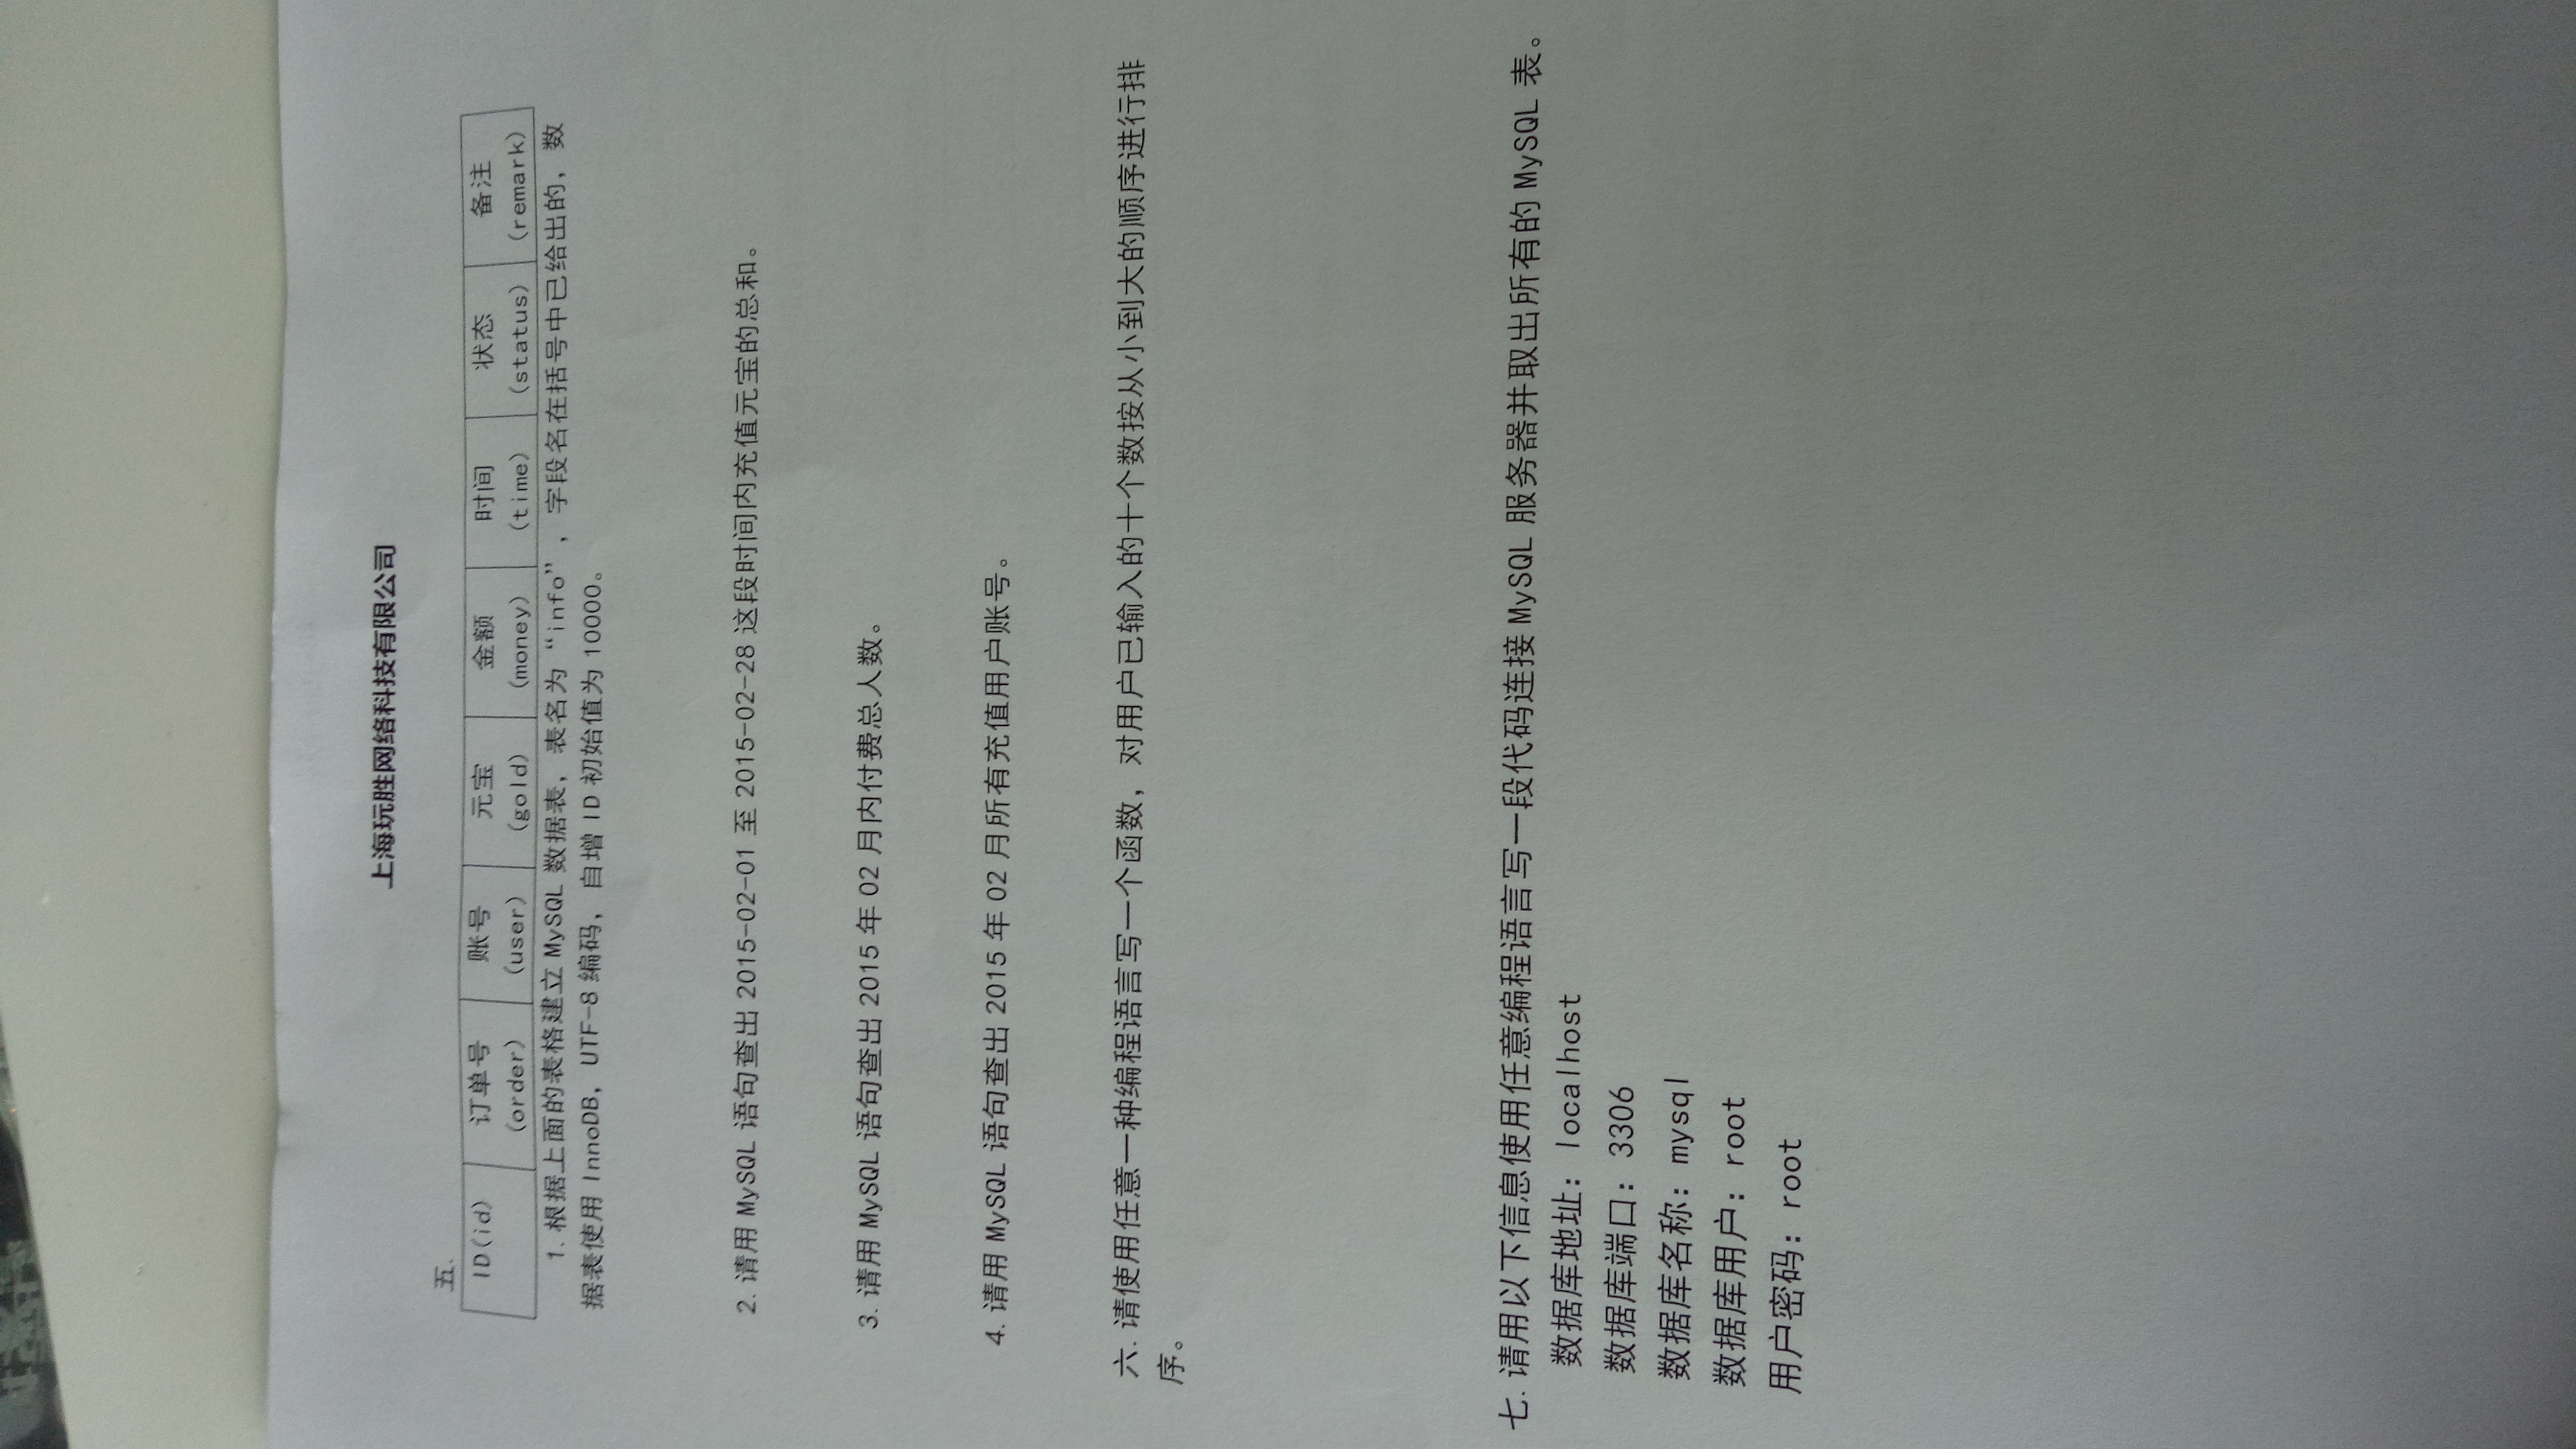 上海玩胜网络科技有限公司
五.
ID(id) 订单号 账号 元宝 金额 时间 状态 备注
(order) (user) (gold) (money) (time) (status) (remark)
1. 根据上面的表格建立 MySQL 数据表，表名为“info”，字段名在括号中已给出的，数
据表使用 InnoDB，UTF-8 编码，自增 ID 初始值为 10000。
2. 请用 MySQL 语句查出 2015-02-01 至 2015-02-28 这段时间内充值元宝的总和。
3. 请用 MySQL 语句查出 2015 年 02 月内付费总人数。
4. 请用 MySQL 语句查出 2015 年 02 月所有充值用户账号。
六. 请使用任意一种编程语言写一个函数，对用户已输入的十个数按从小到大的顺序进行排
序。
七. 请用以下信息使用任意编程语言写一段代码连接 MySQL 服务器并取出所有的 MySQL 表。
数据库地址：localhost
数据库端口：3306
数据库名称：mysql
数据库用户：root
用户密码：root